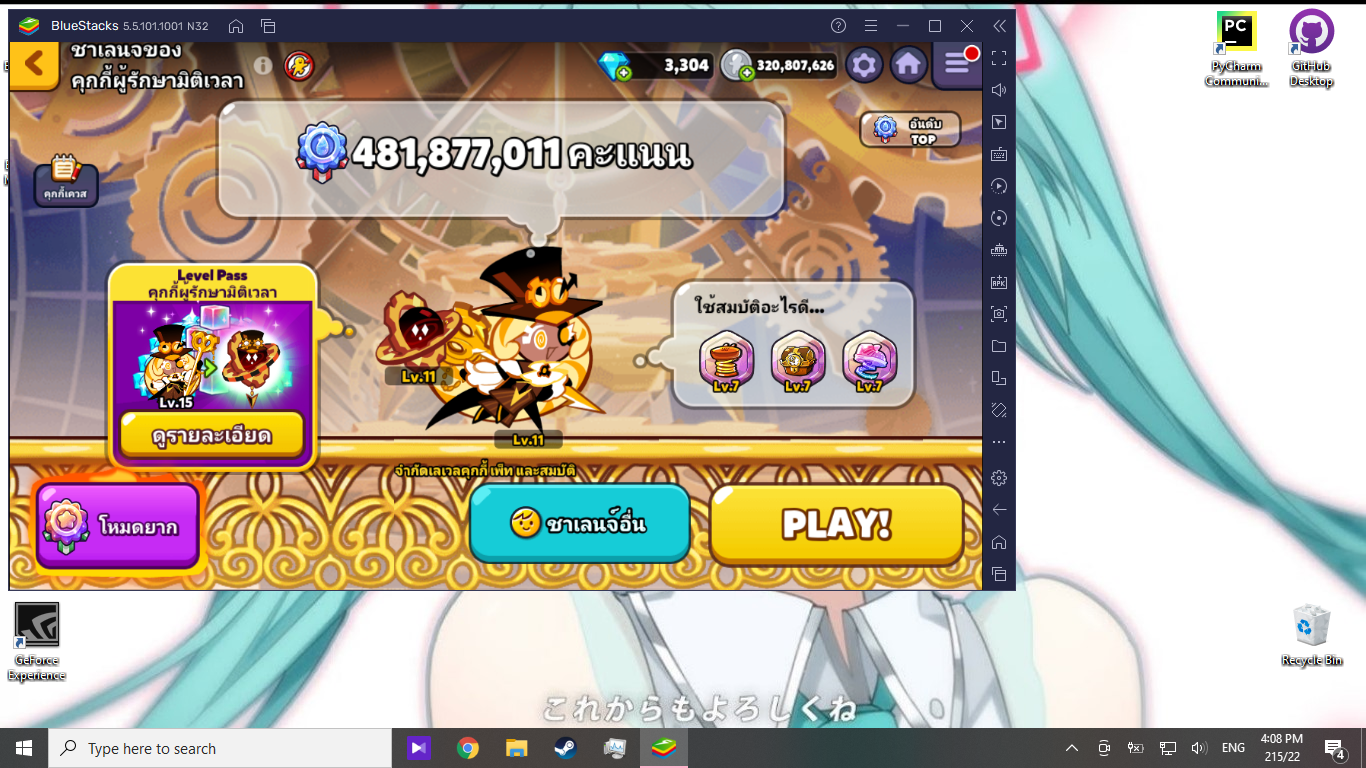 BlueStacks 5.5.101.1001 N32
ชาเลนจ์ของ
คุกกี้ผู้รักษามิติเวลา
3,304
320,807,626
481,877,011 คะแนน
อันดับ
TOP
คุกกี้เควส
Level Pass
คุกกี้ผู้รักษามิติเวลา
Lv.15
ดูรายละเอียด
Lv.11
Lv.11
ใช้สมบัติอะไรดี...
Lv.7
Lv.7
Lv.7
จำกัดเลเวลคุกกี้ เพ็ท และสมบัติ
โหมดยาก
ชาเลนจ์อื่น
PLAY!
PC
PyCharm
Communi...
GitHub
Desktop
GeForce
Experience
Recycle Bin
これからもよろしくね
Type here to search
ENG
4:08 PM
215/22
4